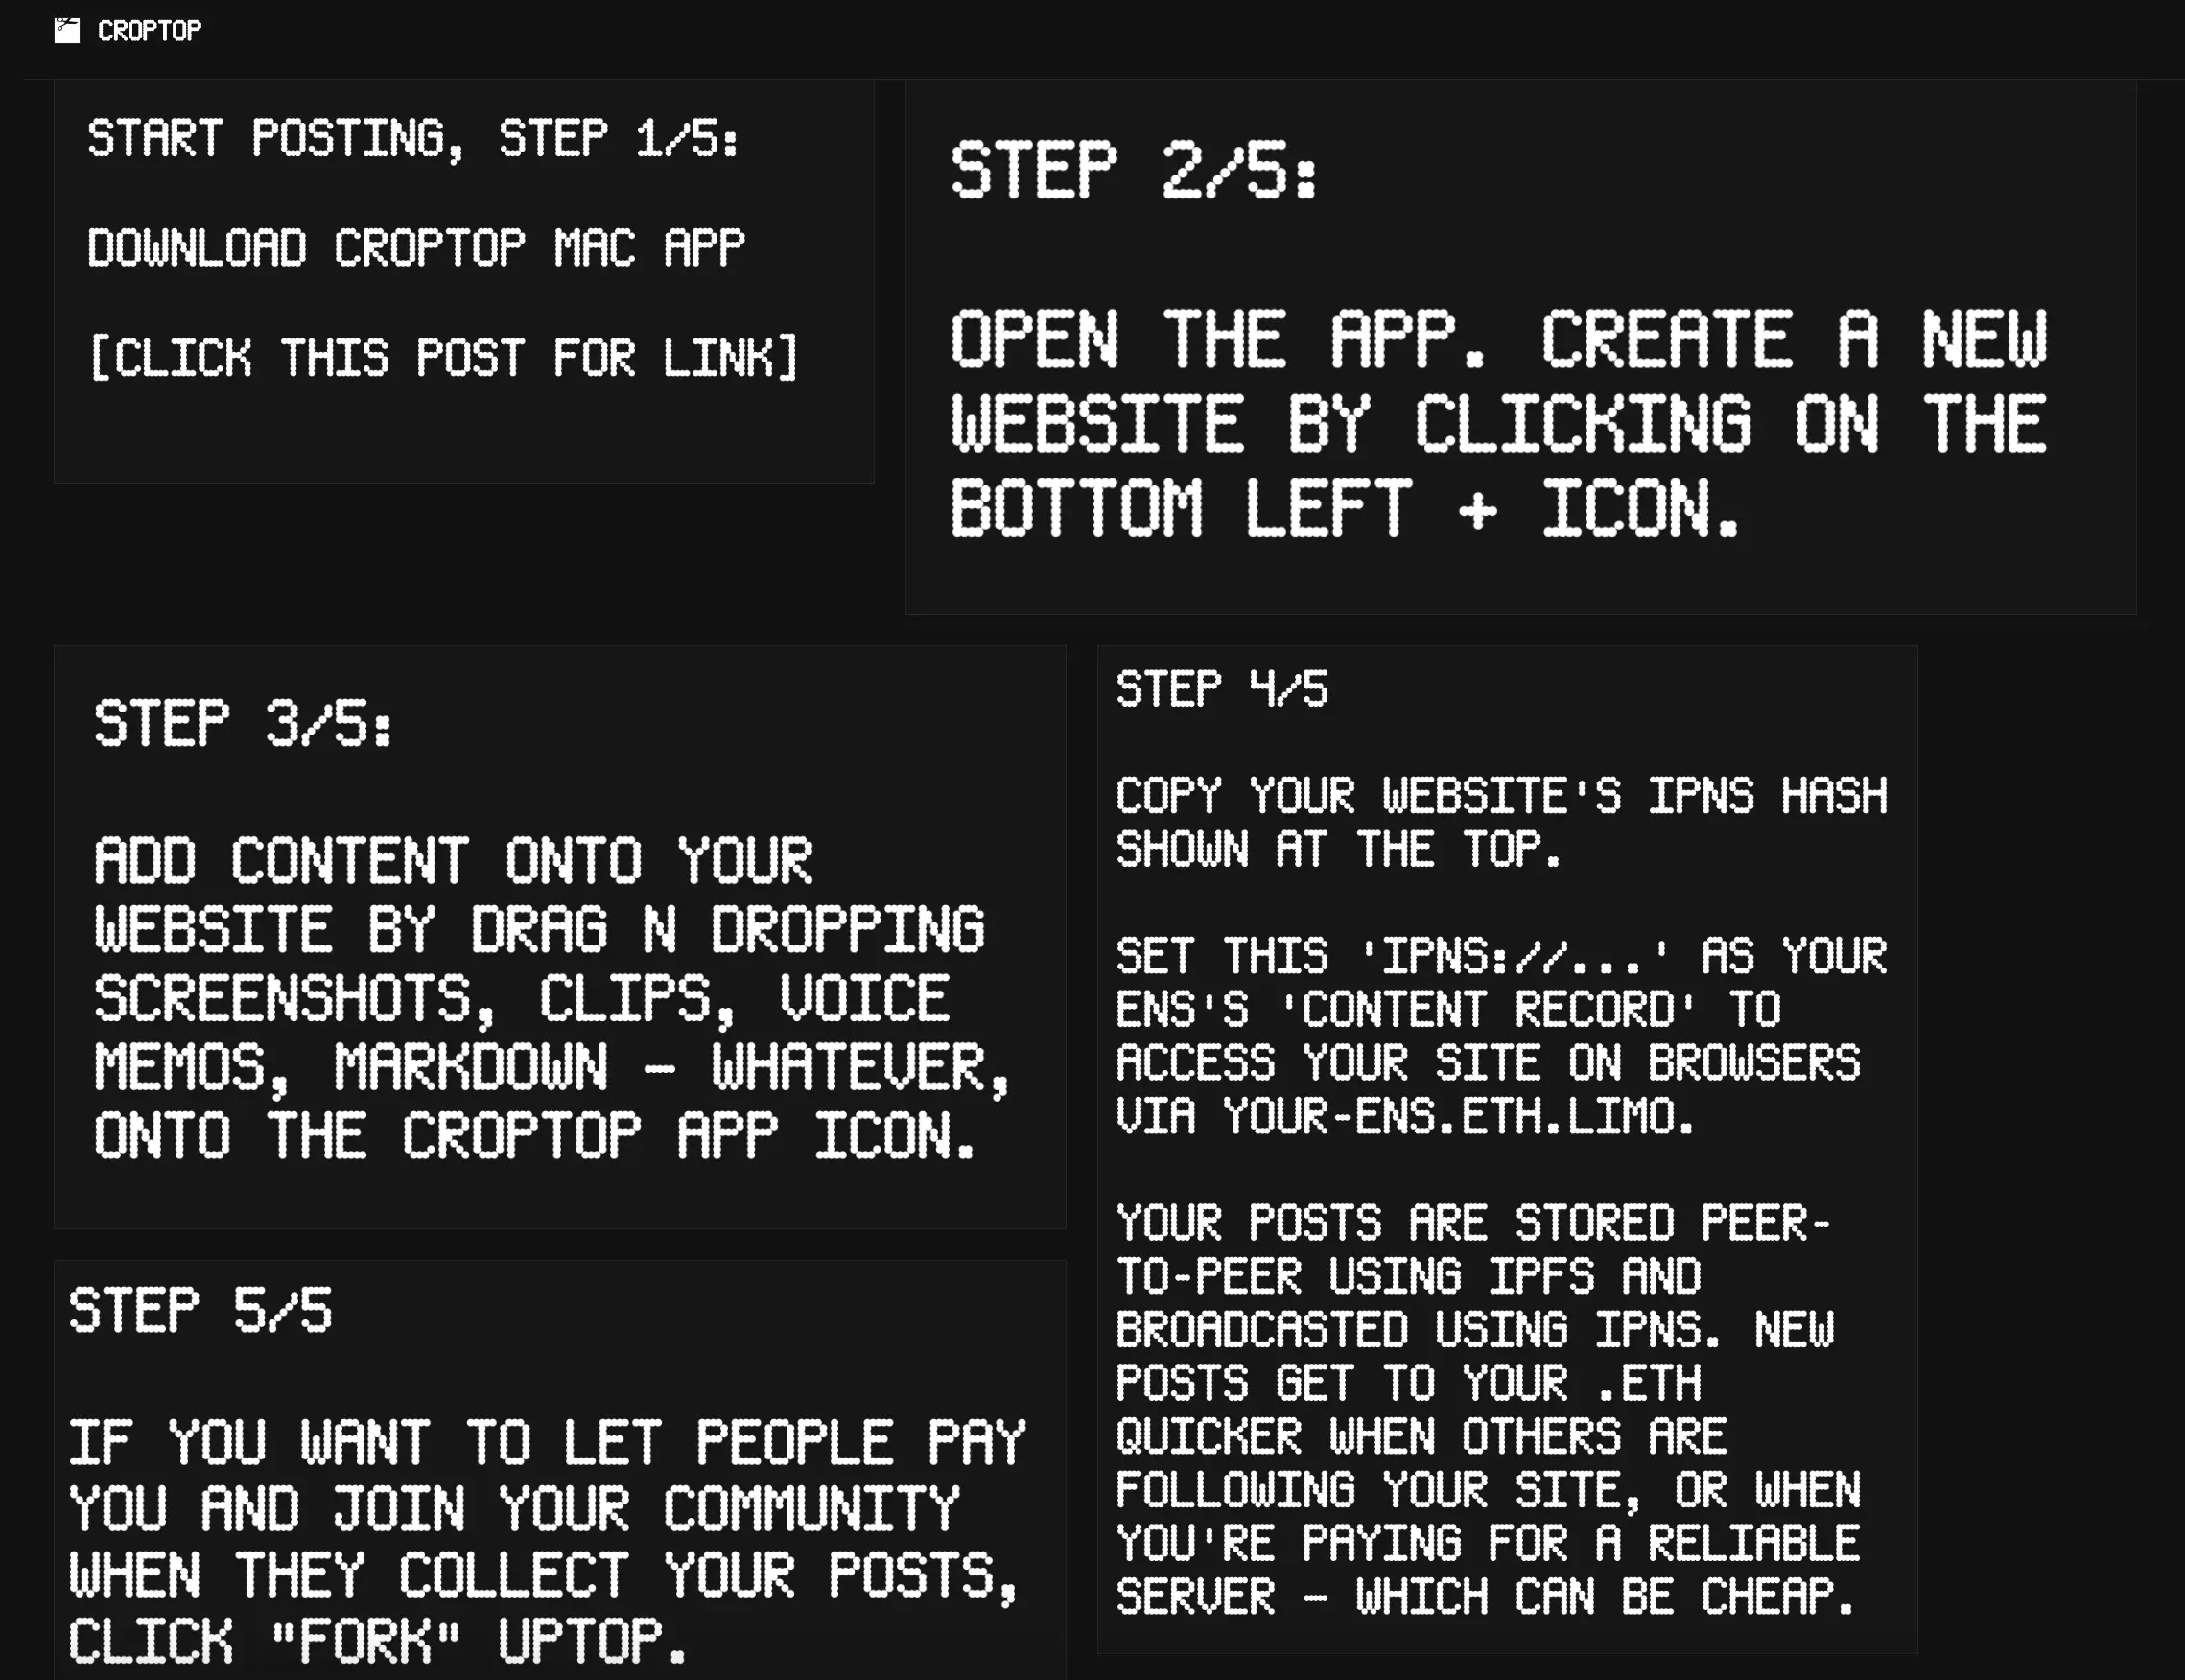 CROPTOP
START POSTING, STEP 1/5:
DOWNLOAD CROPTOP MAC APP
[CLICK THIS POST FOR LINK]
STEP 2/5:
OPEN THE APP. CREATE A NEW
WEBSITE BY CLICKING ON THE
BOTTOM LEFT + ICON.
STEP 3/5:
ADD CONTENT ONTO YOUR
WEBSITE BY DRAG N DROPPING
SCREENSHOTS, CLIPS, VOICE
MEMOS, MARKDOWN – WHATEVER,
ONTO THE CROPTOP APP ICON.
STEP 4/5
COPY YOUR WEBSITE'S IPNS HASH
SHOWN AT THE TOP.
SET THIS 'IPNS://...' AS YOUR
ENS'S 'CONTENT RECORD' TO
ACCESS YOUR SITE ON BROWSERS
VIA YOUR-ENS.ETH.LIMO.
YOUR POSTS ARE STORED PEER-
TO-PEER USING IPFS AND
BROADCASTED USING IPNS. NEW
POSTS GET TO YOUR .ETH
QUICKER WHEN OTHERS ARE
FOLLOWING YOUR SITE, OR WHEN
YOU'RE PAYING FOR A RELIABLE
SERVER – WHICH CAN BE CHEAP.
STEP 5/5
IF YOU WANT TO LET PEOPLE PAY
YOU AND JOIN YOUR COMMUNITY
WHEN THEY COLLECT YOUR POSTS,
CLICK "FORK" UPTOP.